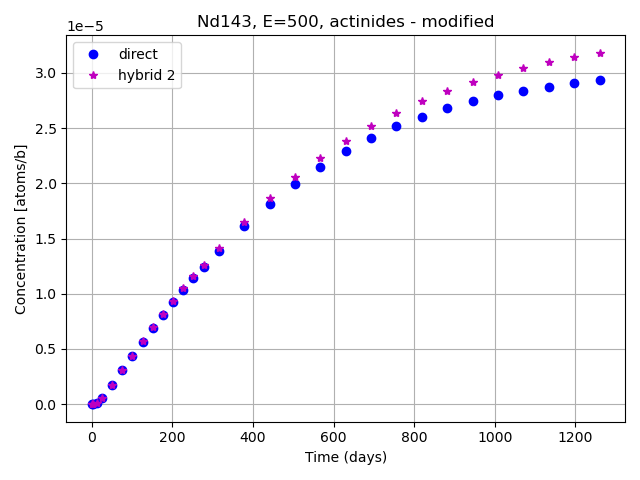 Nd143, E=500, actinides - modified
1e−5
direct
hybrid 2
3.0
2.5
2.0
1.5
1.0
0.5
0.0
Concentration [atoms/b]
0 200 400 600 800 1000 1200
Time (days)